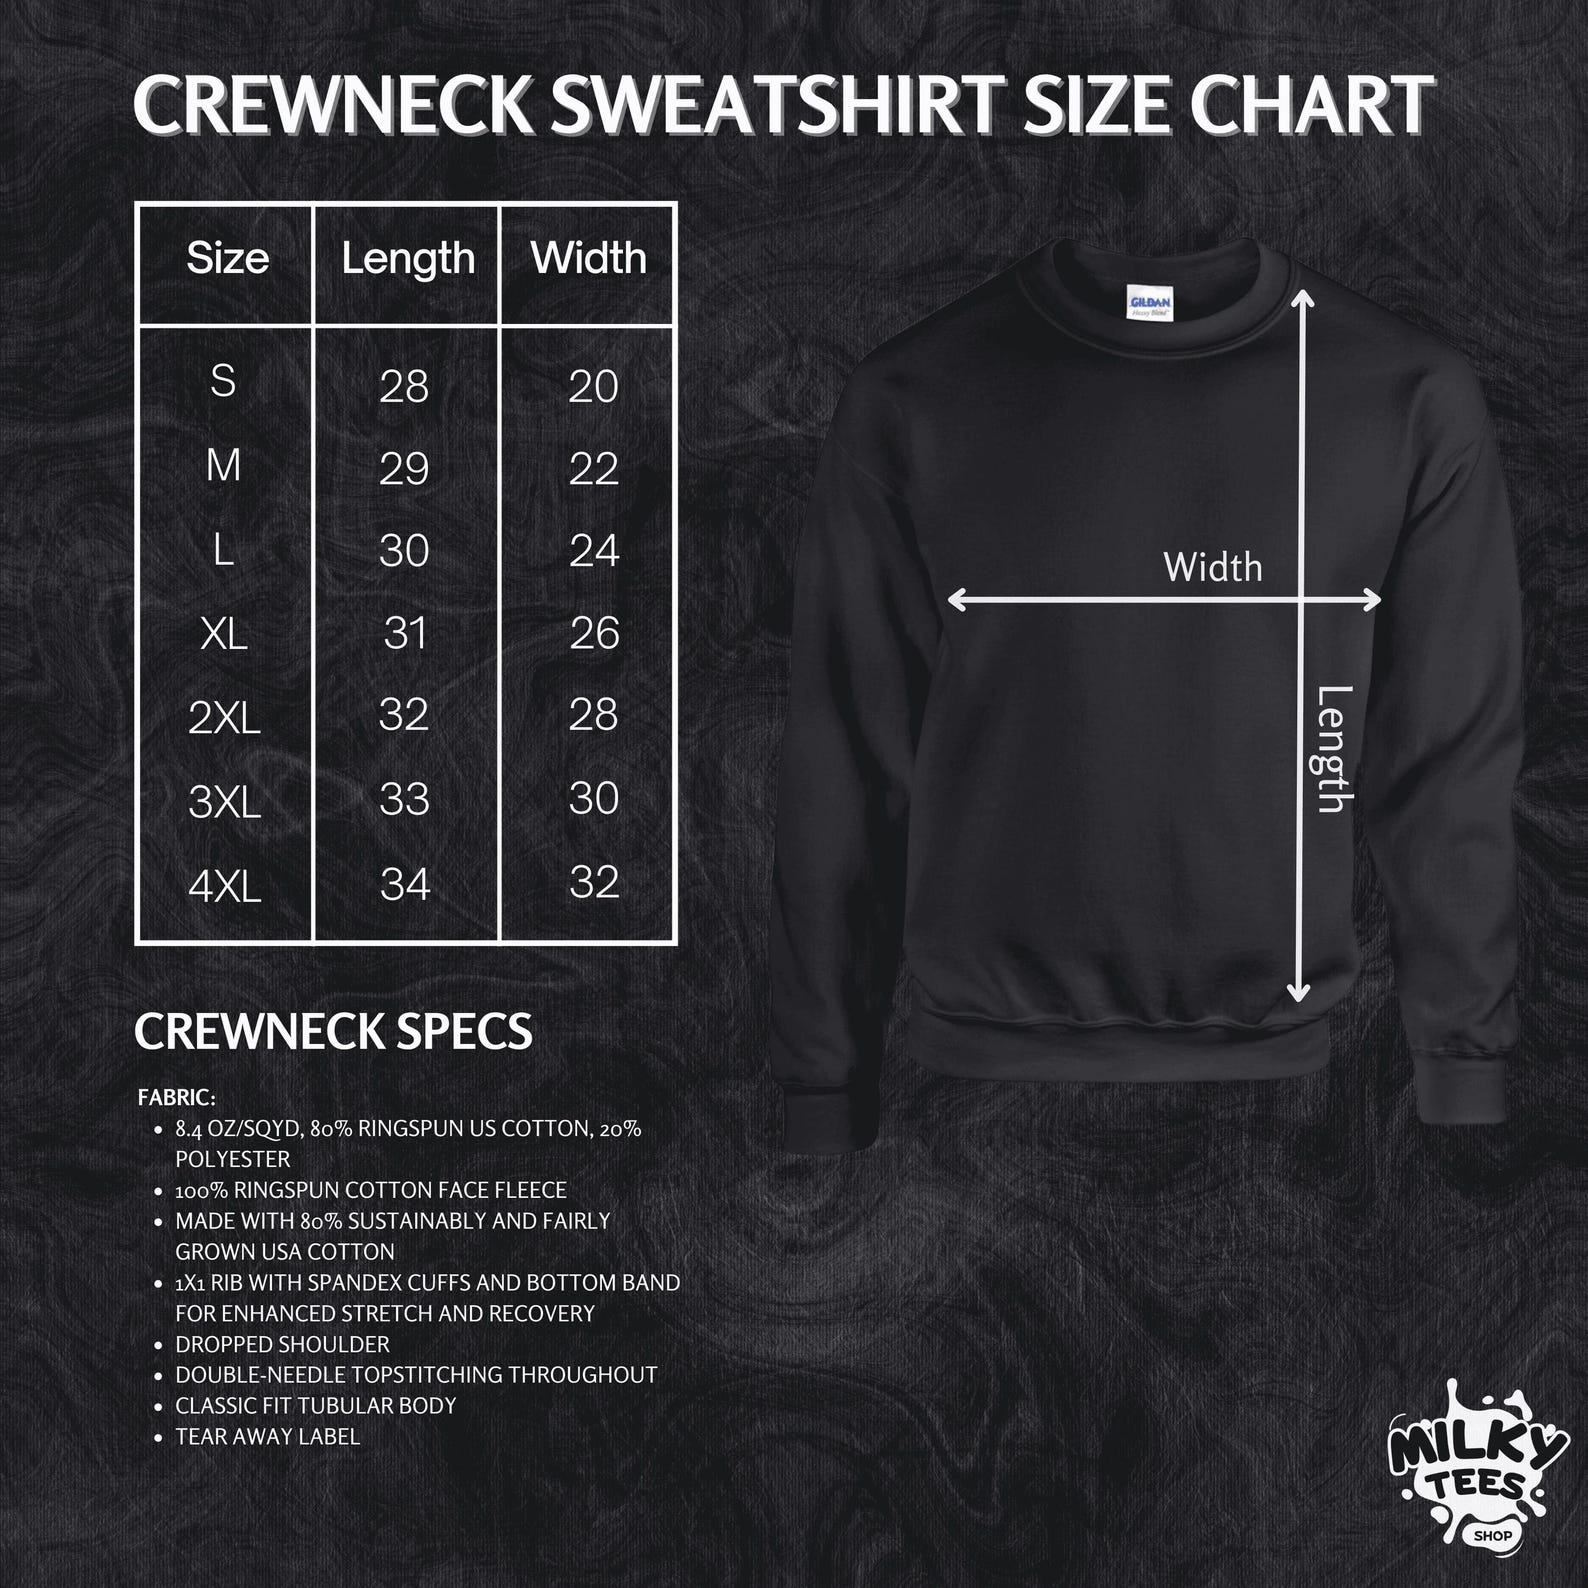 CREWNECK SWEATSHIRT SIZE CHART
Size Length Width
S 28 20
M 29 22
L 30 24
XL 31 26
2XL 32 28
3XL 33 30
4XL 34 32
GILDAN
Heavy Blend™
Width
Length
CREWNECK SPECS
FABRIC:
• 8.4 OZ/SQYD, 80% RINGSPUN US COTTON, 20%
POLYESTER
• 100% RINGSPUN COTTON FACE FLEECE
• MADE WITH 80% SUSTAINABLY AND FAIRLY
GROWN USA COTTON
• 1X1 RIB WITH SPANDEX CUFFS AND BOTTOM BAND
FOR ENHANCED STRETCH AND RECOVERY
• DROPPED SHOULDER
• DOUBLE-NEEDLE TOPSTITCHING THROUGHOUT
• CLASSIC FIT TUBULAR BODY
• TEAR AWAY LABEL
MILKY
TEES
SHOP